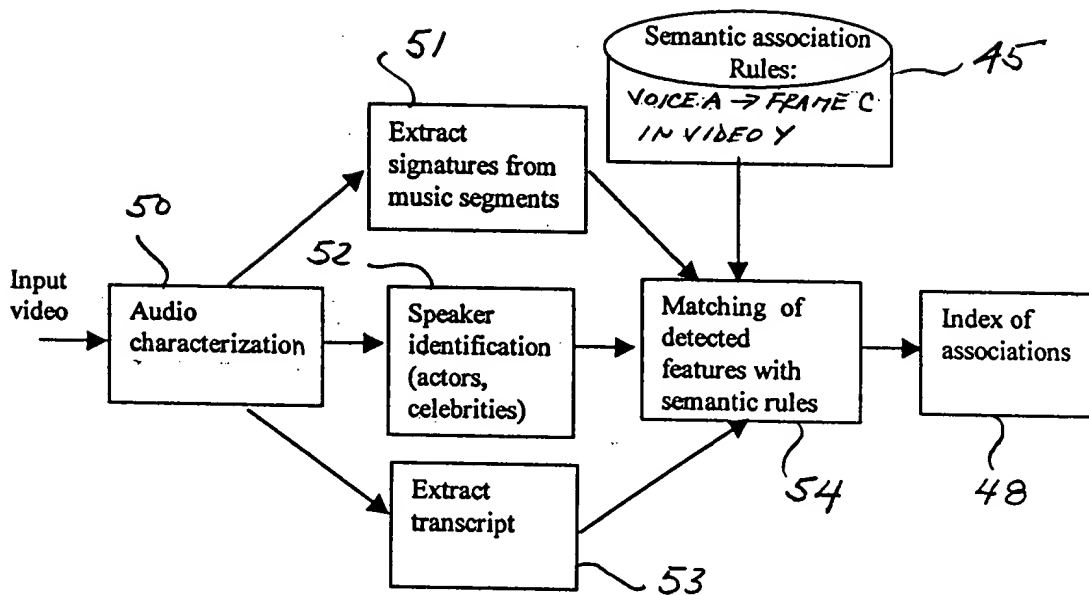 51
Semantic association
Rules:
VOICE A → FRAME C
IN VIDEO Y
45
Extract
signatures from
music segments
50
52
Input
video
Audio
characterization
Speaker
identification
(actors,
celebrities)
Matching of
detected
features with
semantic rules
Index of
associations
54
48
Extract
transcript
53